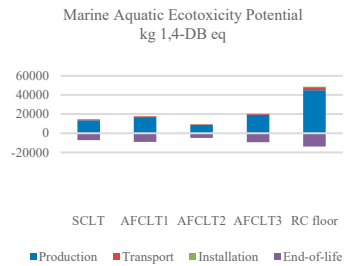 Marine Aquatic Ecotoxicity Potential
kg 1,4-DB eq
60000
40000
20000
0
-20000
SCLT AFCLT1 AFCLT2 AFCLT3 RC floor
Production Transport Installation End-of-life